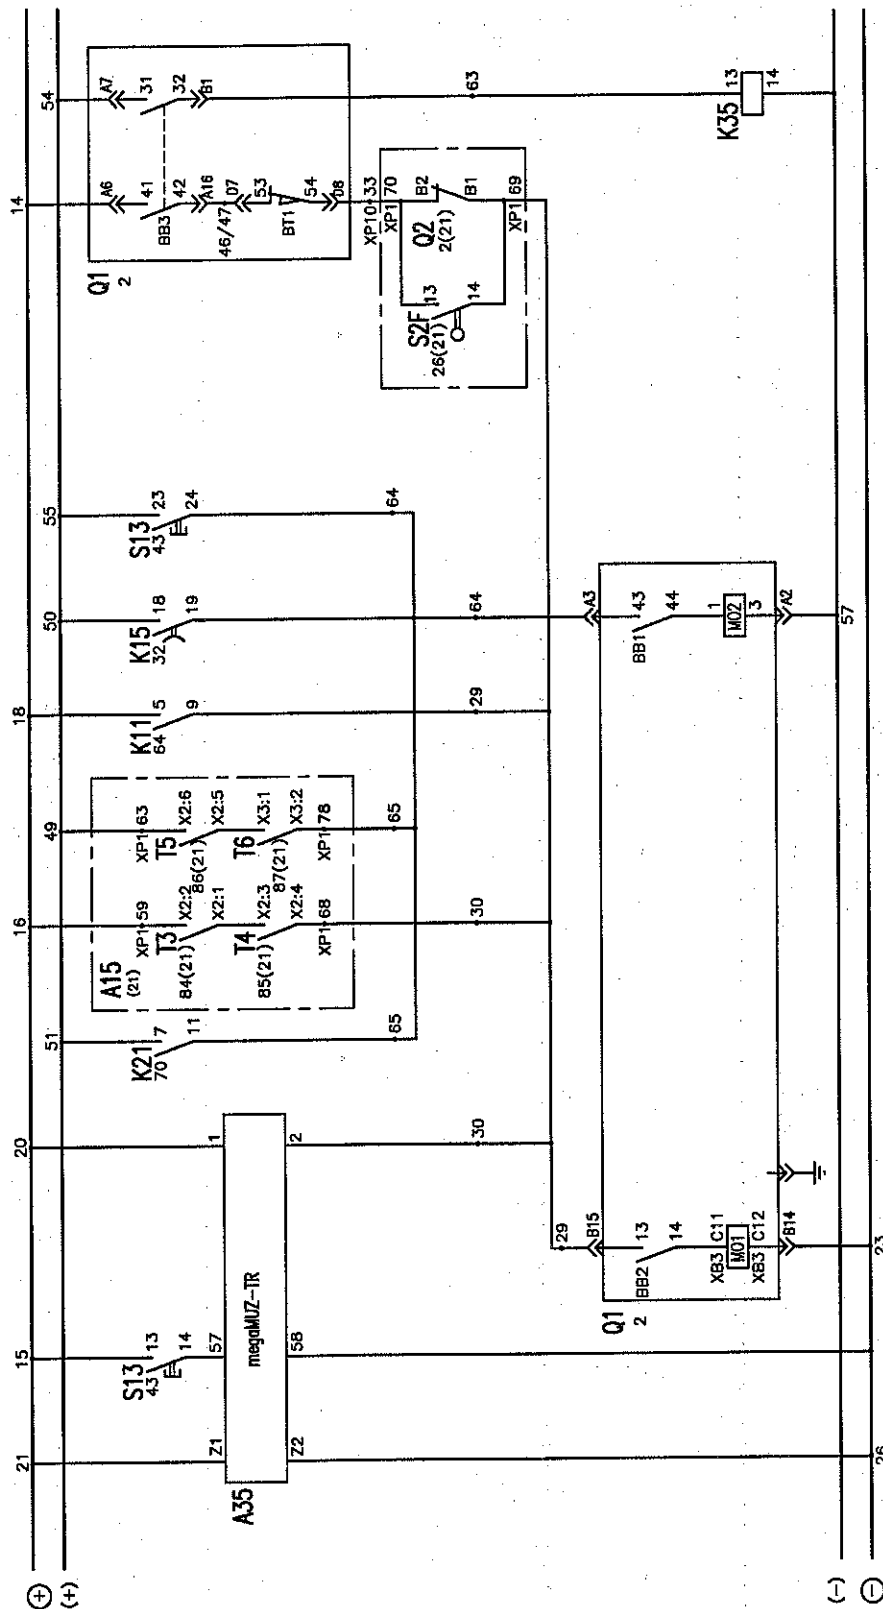 21
15
20
51
16
49
18
50
55
14
54
⊕
(+)
A35
Z1
Z2
megaMUZ-TR
S13
43
13
14
57
58
1
2
30
K21
70
7
11
65
A15
(21)
XP1 59
T3
84(21)
X2:2
X2:1
T4
85(21)
X2:3
X2:4
XP1 68
30
XP1 63
T5
86(21)
X2:6
X2:5
T6
87(21)
X3:1
X3:2
XP1 78
65
K11
64
5
9
29
K15
32
18
19
64
S13
43
23
24
64
Q1
2
A6
41
42
BB3
A16
46/47
D7
53
54
BT1
D8
A7
31
32
B1
63
XP10 33
XP1 70
S2F
26(21)
13
14
Q2
2(21)
B2
B1
XP1 69
K35
13
14
Q1
2
29
B15
BB2
13
14
XB3 C11
M01
XB3 C12
B14
A3
BB1
43
44
1
M02
3
A2
57
(-)
⊖
26
23